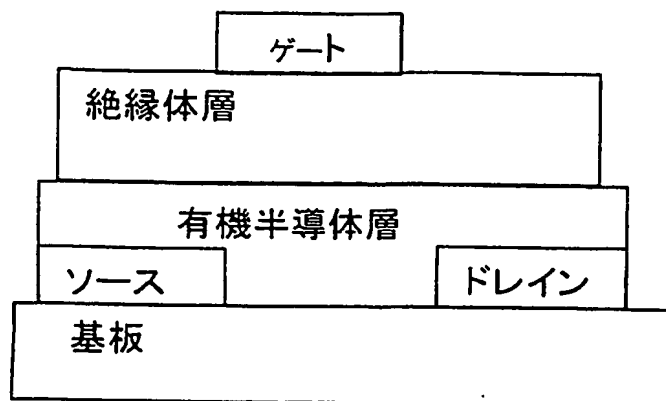 ゲート
絶縁体層
有機半導体層
ソース
ドレイン
基板